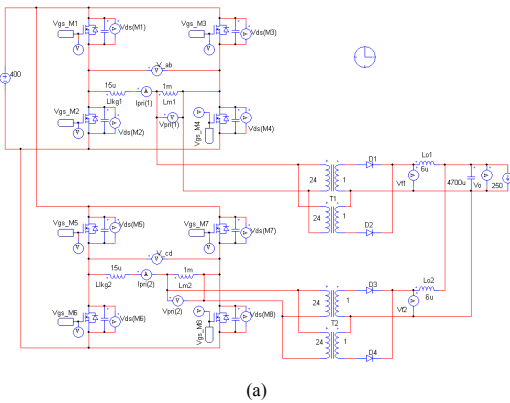 Vgs_M1
Vds(M1)
Vgs_M3
Vds(M3)
400
V_ab
15u
Llkg1
Ipri(1)
1m
Lm1
Vgs_M2
Vds(M2)
Vpri(1)
Vgs_M4
Vds(M4)
24
1
T1
24
1
D1
D2
Lo1
6u
Vf1
4700u
Vo
250
Vgs_M5
Vds(M5)
Vgs_M7
Vds(M7)
V_cd
15u
Llkg2
Ipri(2)
1m
Lm2
Vpri(2)
Vgs_M6
Vds(M6)
Vgs_M8
Vds(M8)
24
1
T2
24
1
D3
D4
Lo2
6u
Vf2
(a)